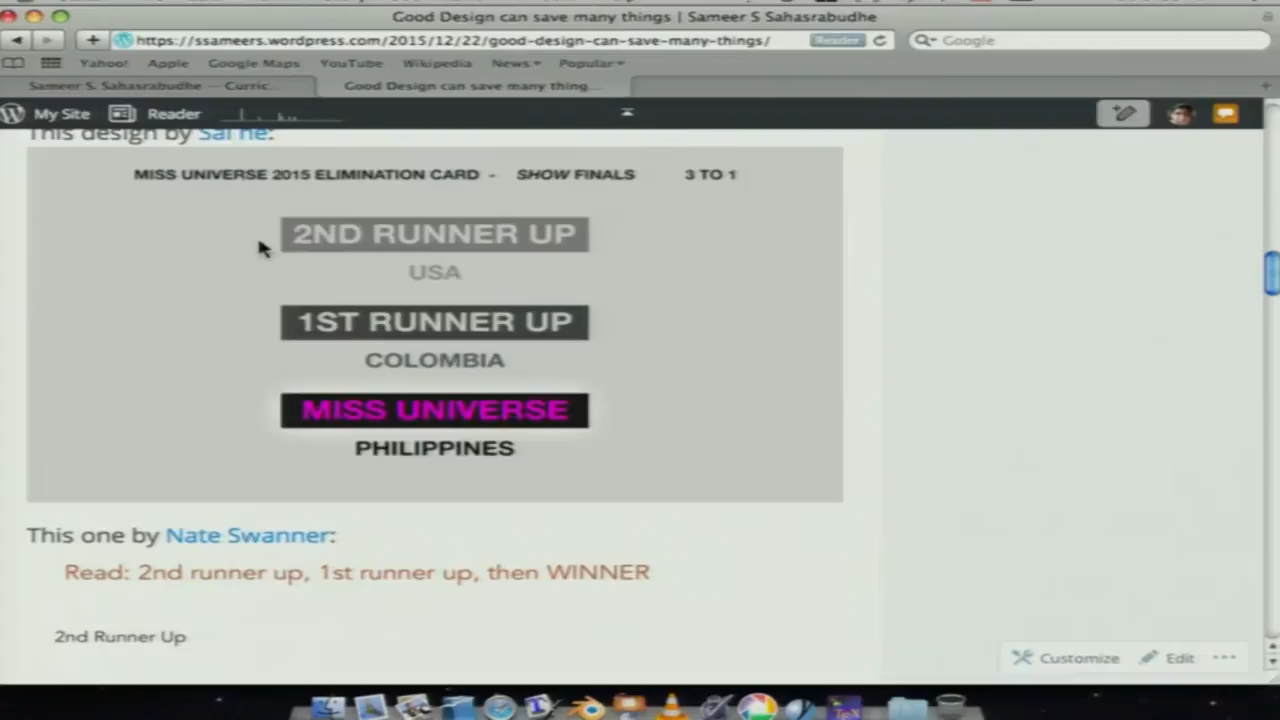 Good Design can save many things | Sameer S Sahasrabudhe
https://ssameers.wordpress.com/2015/12/22/good-design-can-save-many-things/
Reader
Google
Yahoo!
Apple
Google Maps
YouTube
Wikipedia
News
Popular
Sameer S. Sahasrabudhe — Curric...
Good Design can save many thing...
My Site
Reader
This design by
MISS UNIVERSE 2015 ELIMINATION CARD - SHOW FINALS 3 TO 1
2ND RUNNER UP
USA
1ST RUNNER UP
COLOMBIA
MISS UNIVERSE
PHILIPPINES
This one by Nate Swanner:
Read: 2nd runner up, 1st runner up, then WINNER
2nd Runner Up
Customize
Edit